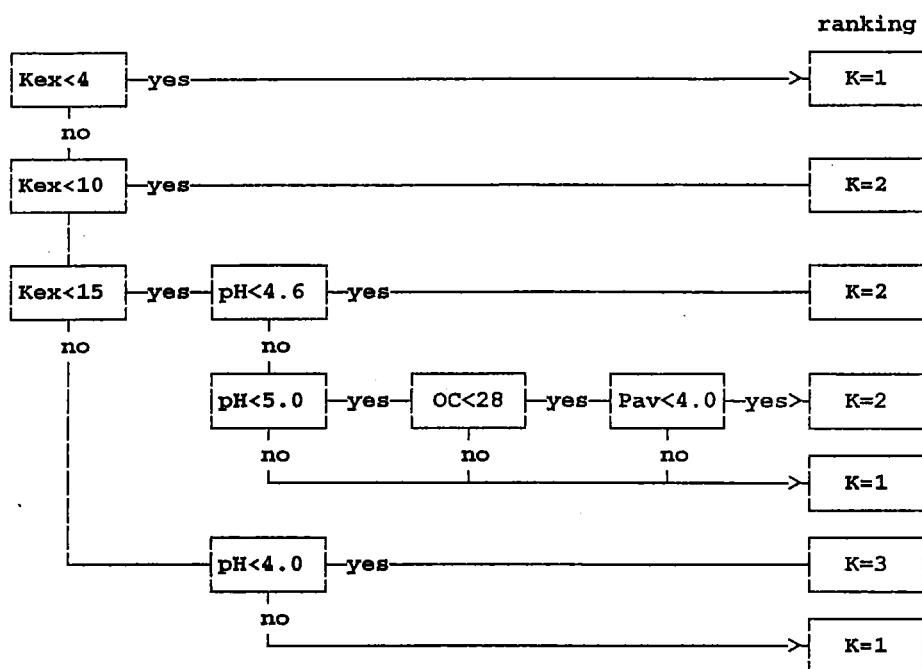 ranking
Kex<4 yes K=1
no
Kex<10 yes K=2
Kex<15 yes pH<4.6 yes K=2
no no
pH<5.0 yes OC<28 yes Pav<4.0 yes K=2
no no no
K=1
pH<4.0 yes K=3
no
K=1